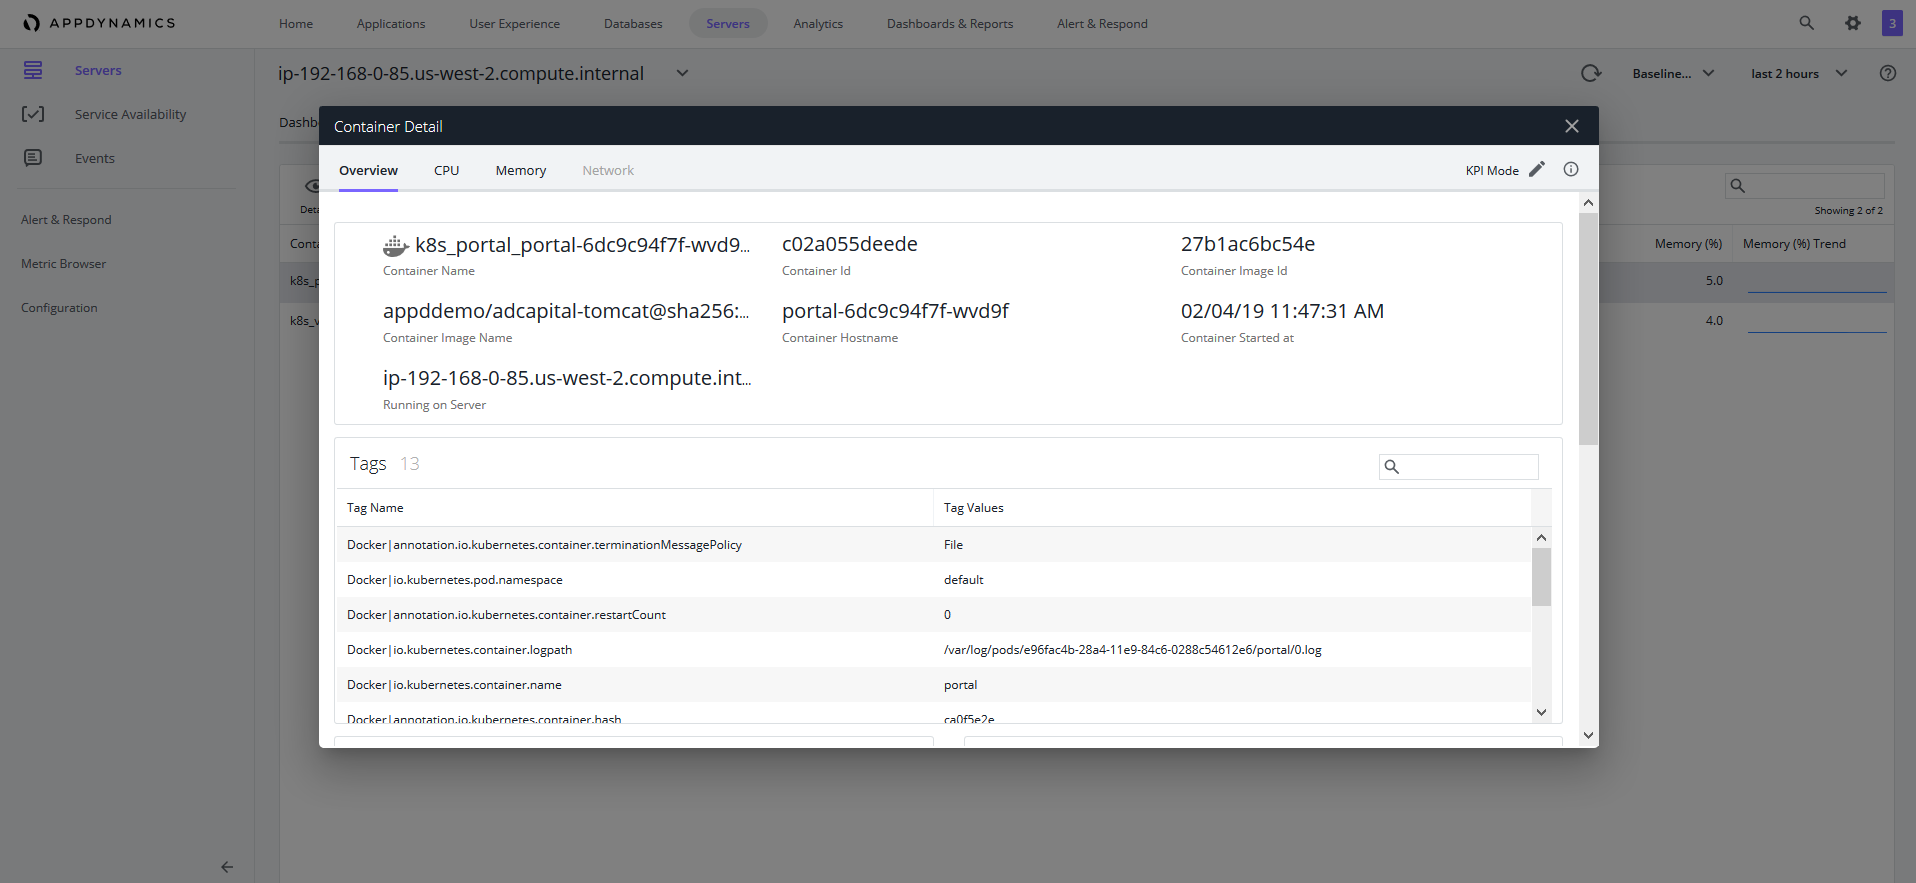 APPDYNAMICS
Home Applications User Experience Databases Servers Analytics Dashboards & Reports Alert & Respond
3
Servers
Service Availability
Events
Alert & Respond
Metric Browser
Configuration
ip-192-168-0-85.us-west-2.compute.internal
Baseline... last 2 hours
Dashb
Deta
Showing 2 of 2
Conta Memory (%) Memory (%) Trend
k8s_p 5.0
k8s_v 4.0
Container Detail
Overview CPU Memory Network KPI Mode
k8s_portal_portal-6dc9c94f7f-wvd9... c02a055deede 27b1ac6bc54e
Container Name Container Id Container Image Id
appddemo/adcapital-tomcat@sha256:... portal-6dc9c94f7f-wvd9f 02/04/19 11:47:31 AM
Container Image Name Container Hostname Container Started at
ip-192-168-0-85.us-west-2.compute.int...
Running on Server
Tags 13
Tag Name Tag Values
Docker|annotation.io.kubernetes.container.terminationMessagePolicy File
Docker|io.kubernetes.pod.namespace default
Docker|annotation.io.kubernetes.container.restartCount 0
Docker|io.kubernetes.container.logpath /var/log/pods/e96fac4b-28a4-11e9-84c6-0288c54612e6/portal/0.log
Docker|io.kubernetes.container.name portal
Docker|annotation.io.kubernetes.container.hash ca0f5e2e